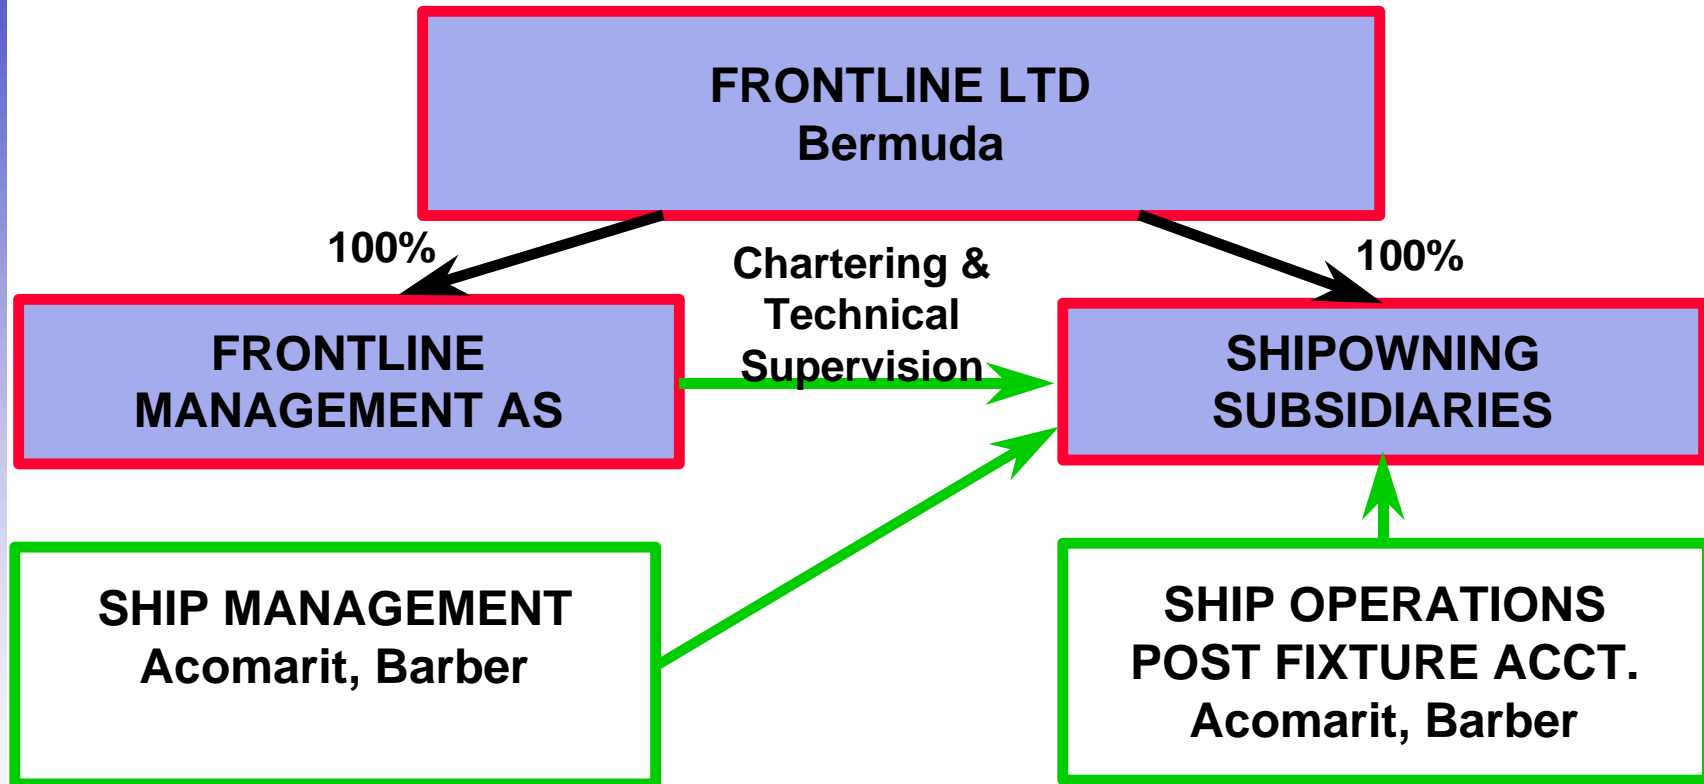 FRONTLINE LTD
Bermuda
100%
Chartering &
Technical
Supervision
100%
FRONTLINE
MANAGEMENT AS
SHIPOWNING
SUBSIDIARIES
SHIP MANAGEMENT
Acomarit, Barber
SHIP OPERATIONS
POST FIXTURE ACCT.
Acomarit, Barber